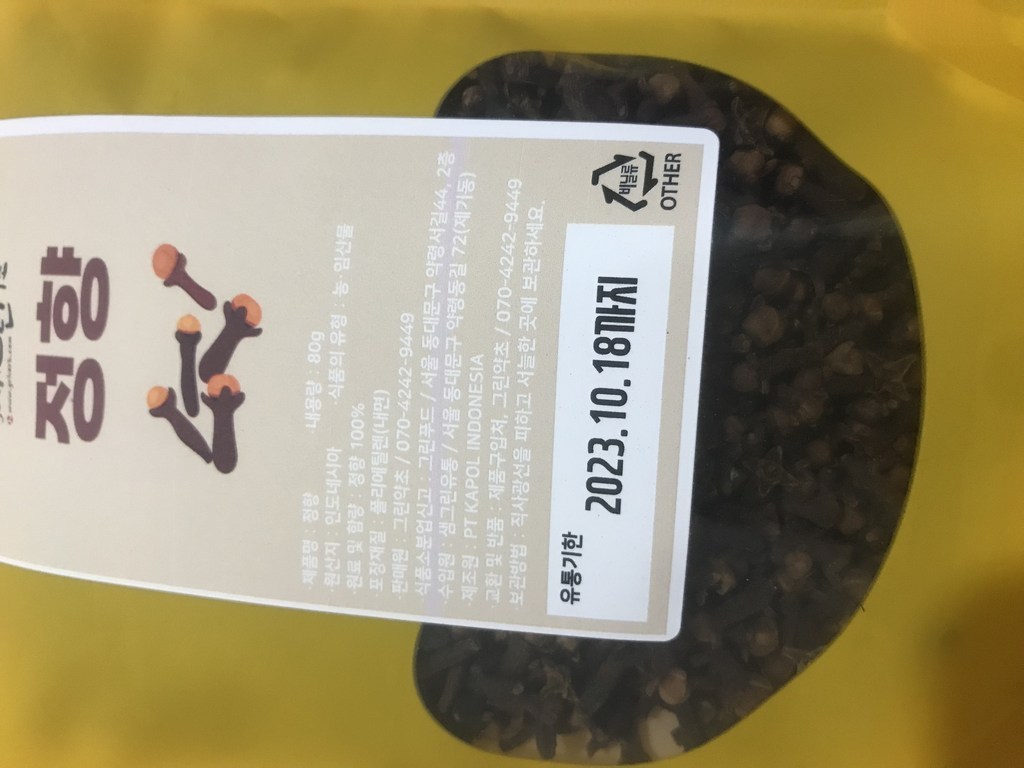 www.greherb.com
정향
·제품명 : 정향 ·내용량 : 80g
·원산지 : 인도네시아 ·식품의 유형 : 농·임산물
·원료 및 함량 : 정향 100%
·포장재질 : 폴리에틸렌(내면)
·판매원 : 그린약초 / 070-4242-9449
·식품소분업신고 : 그린푸드 / 서울 동대문구 약령서길44, 2층
·수입원 : 생그린유통 / 서울 동대문구 약령동길 72(제기동)
·제조원 : PT KAPOL INDONESIA
·교환 및 반품 : 제품구입처, 그린약초 / 070-4242-9449
·보관방법 : 직사광선을 피하고 서늘한 곳에 보관하세요.
유통기한
2023.10.18까지
비닐류
OTHER